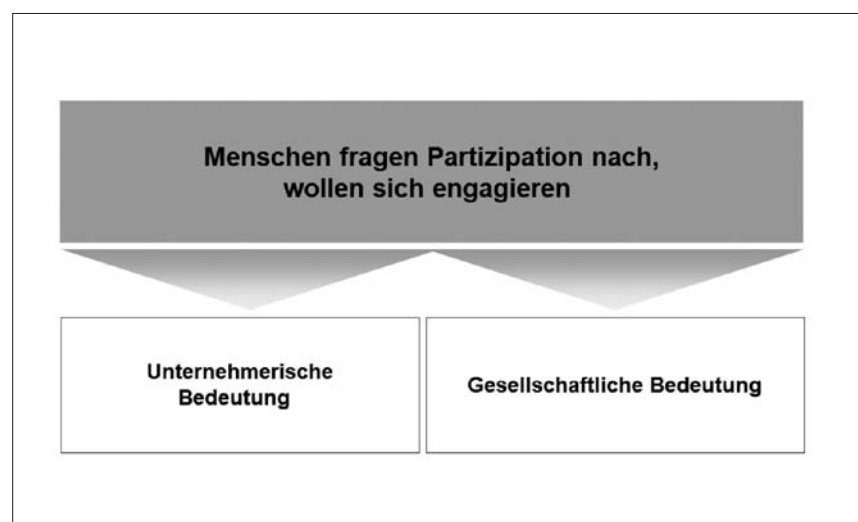 Menschen fragen Partizipation nach,
wollen sich engagieren
Unternehmerische
Bedeutung
Gesellschaftliche Bedeutung